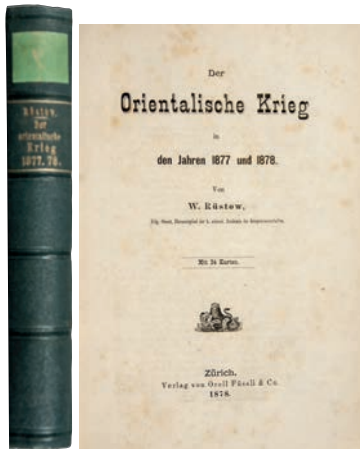 Rüstow.
Der
orientalische
Krieg
1877.78.
Der
Orientalische Krieg
in
den Jahren 1877 und 1878.
Von
W. Rüstow,
Mit 34 Karten.
Zürich.
Verlag von Orell Füssli & Co.
1878.